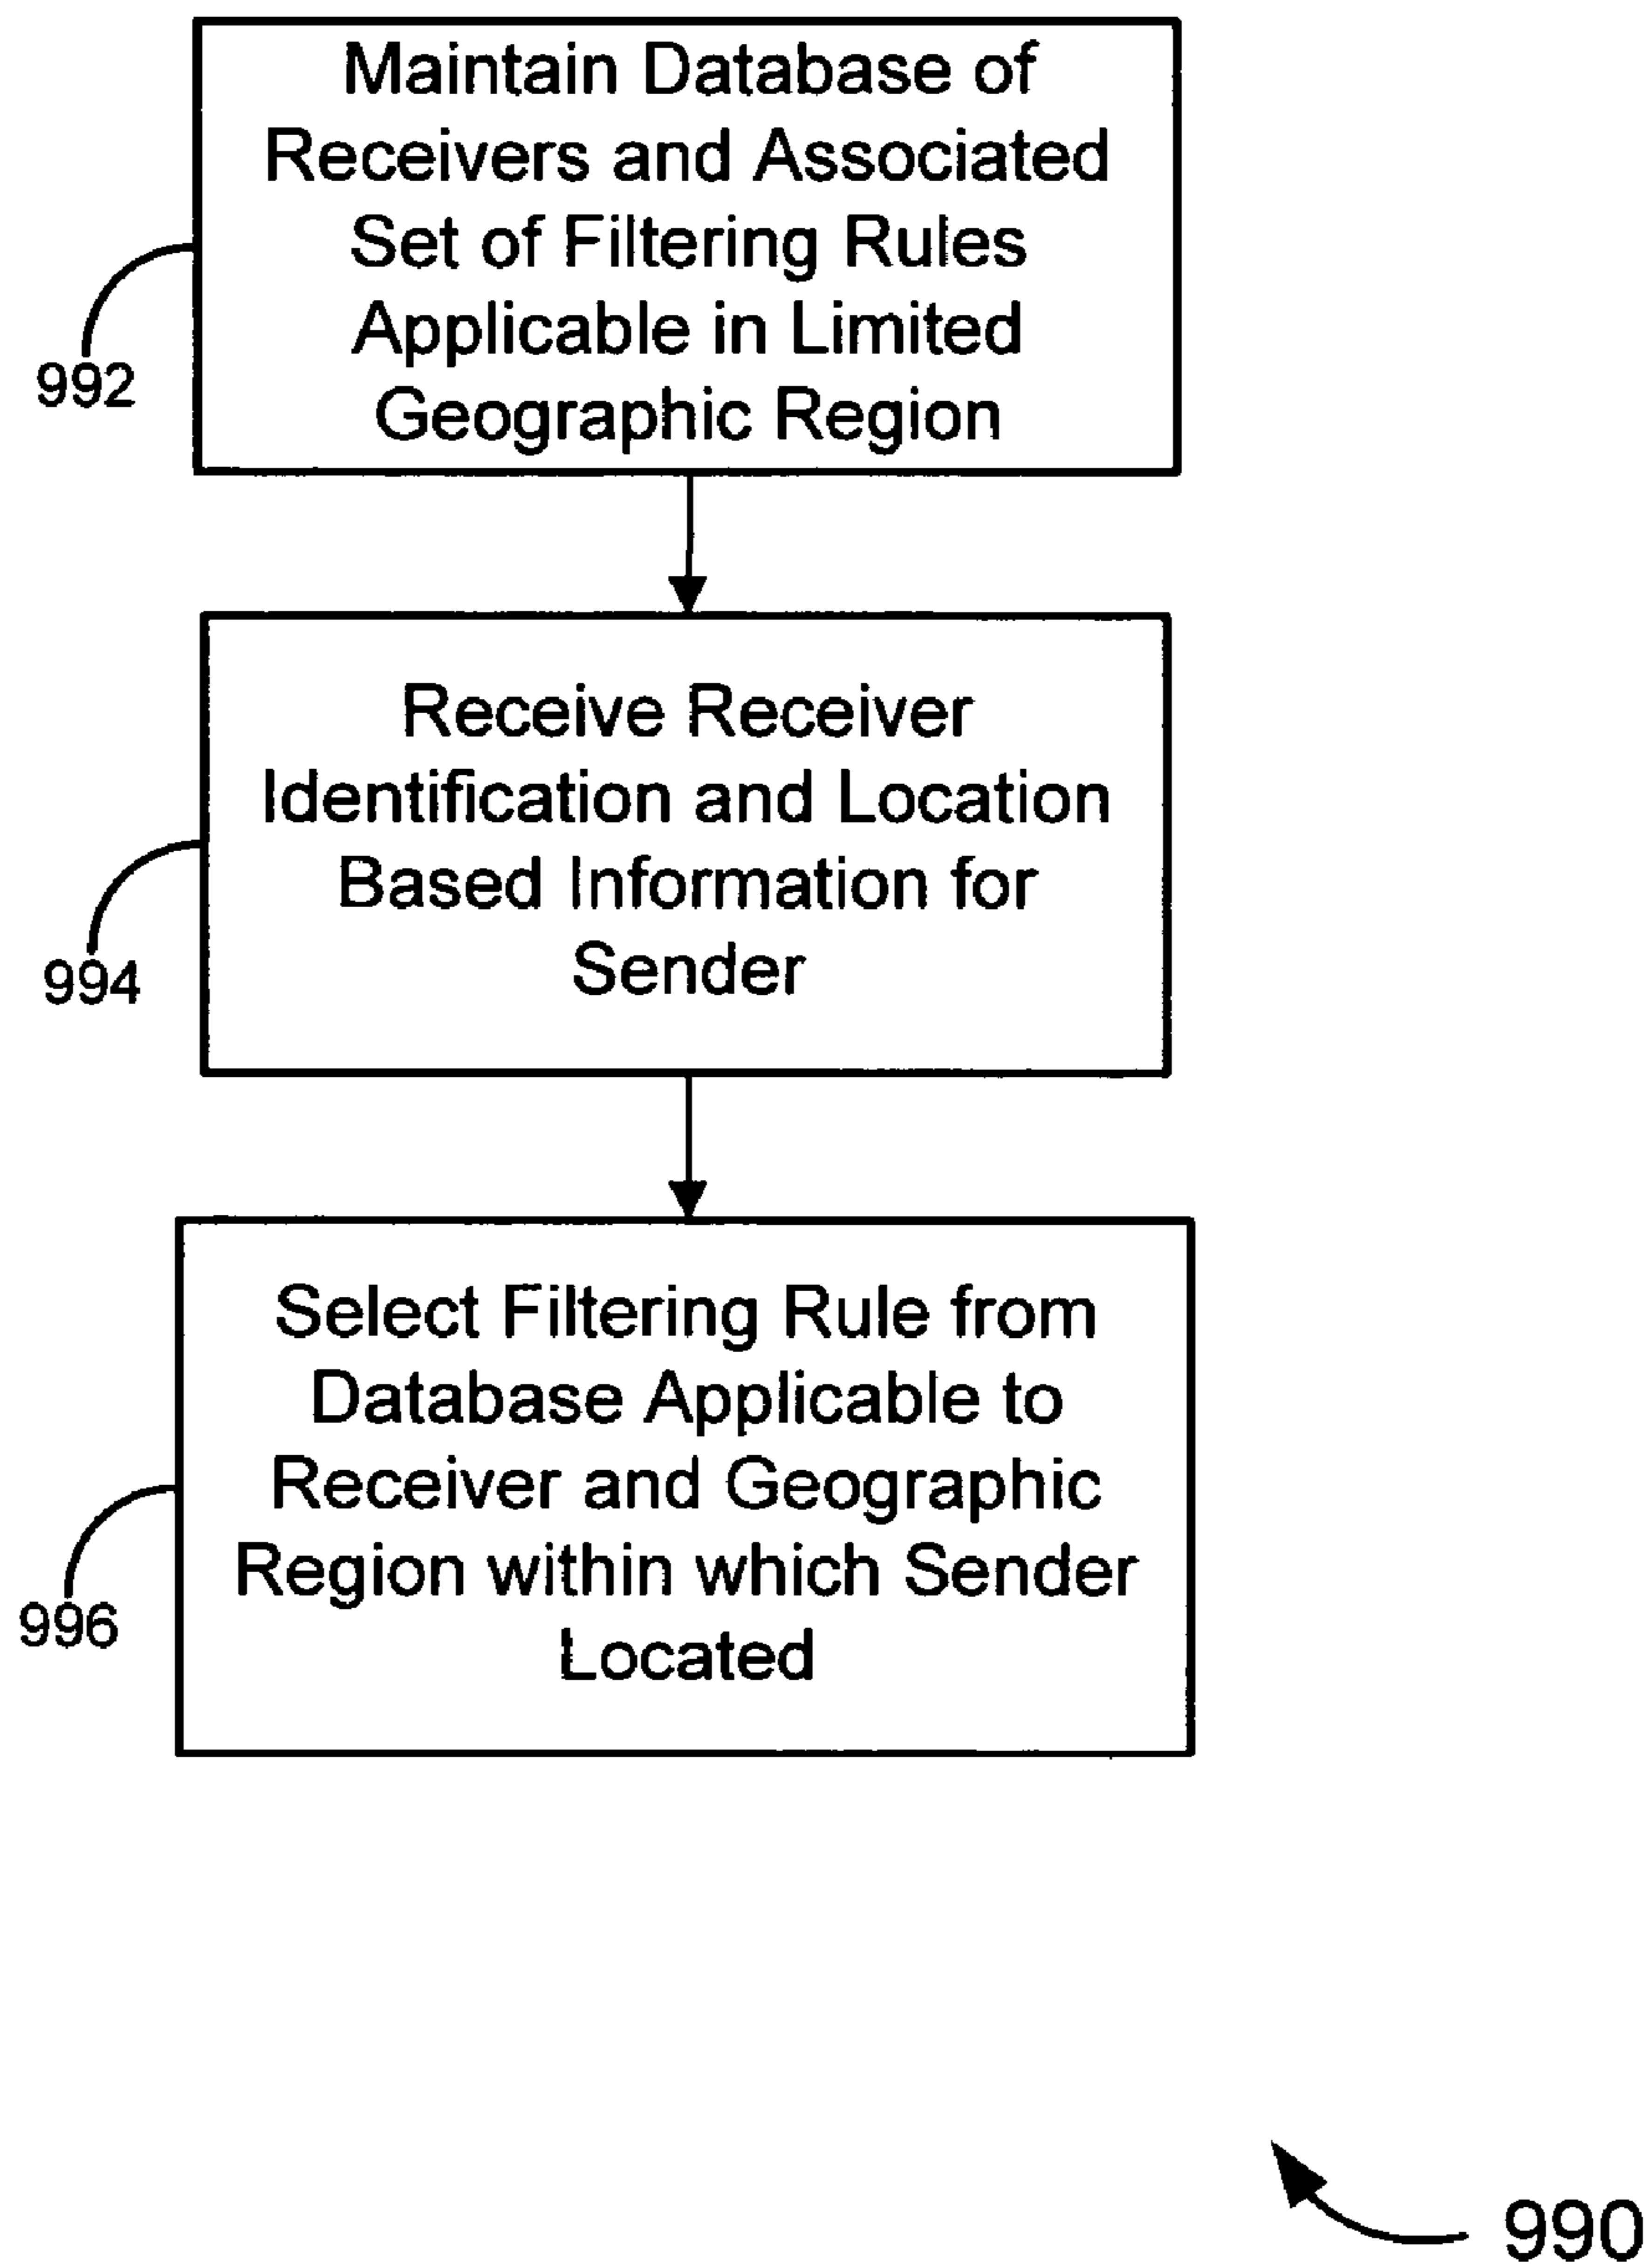 Maintain Database of
Receivers and Associated
Set of Filtering Rules
Applicable in Limited
Geographic Region
992
Receive Receiver
Identification and Location
Based Information for
Sender
994
Select Filtering Rule from
Database Applicable to
Receiver and Geographic
Region within which Sender
Located
996
990